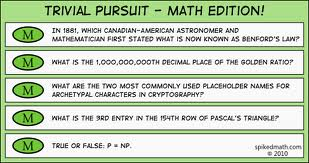 TRIVIAL PURSUIT - MATH EDITION!
M
IN 1881, WHICH CANADIAN-AMERICAN ASTRONOMER AND
MATHEMATICIAN FIRST STATED WHAT IS NOW KNOWN AS BENFORD'S LAW?
M
WHAT IS THE 1,000,000,000TH DECIMAL PLACE OF THE GOLDEN RATIO?
M
WHAT ARE THE TWO MOST COMMONLY USED PLACEHOLDER NAMES FOR
ARCHETYPAL CHARACTERS IN CRYPTOGRAPHY?
M
WHAT IS THE 3RD ENTRY IN THE 154TH ROW OF PASCAL'S TRIANGLE?
M
TRUE OR FALSE: P = NP.
spikedmath.com
© 2010